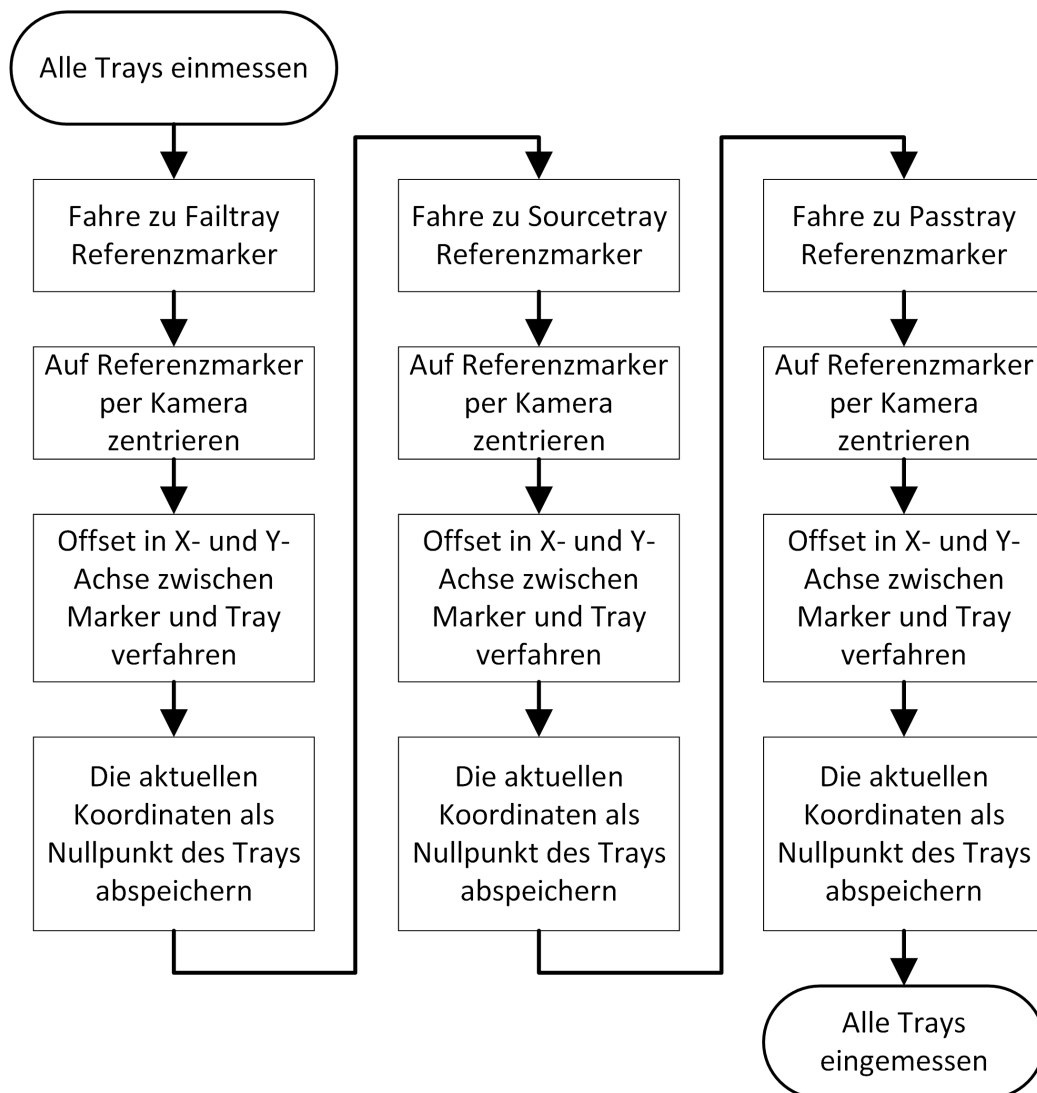 Alle Trays einmessen
Fahre zu Failtray
Referenzmarker
Auf Referenzmarker
per Kamera
zentrieren
Offset in X- und Y-
Achse zwischen
Marker und Tray
verfahren
Die aktuellen
Koordinaten als
Nullpunkt des Trays
abspeichern
Fahre zu Sourcetray
Referenzmarker
Auf Referenzmarker
per Kamera
zentrieren
Offset in X- und Y-
Achse zwischen
Marker und Tray
verfahren
Die aktuellen
Koordinaten als
Nullpunkt des Trays
abspeichern
Fahre zu Passtray
Referenzmarker
Auf Referenzmarker
per Kamera
zentrieren
Offset in X- und Y-
Achse zwischen
Marker und Tray
verfahren
Die aktuellen
Koordinaten als
Nullpunkt des Trays
abspeichern
Alle Trays
eingemessen